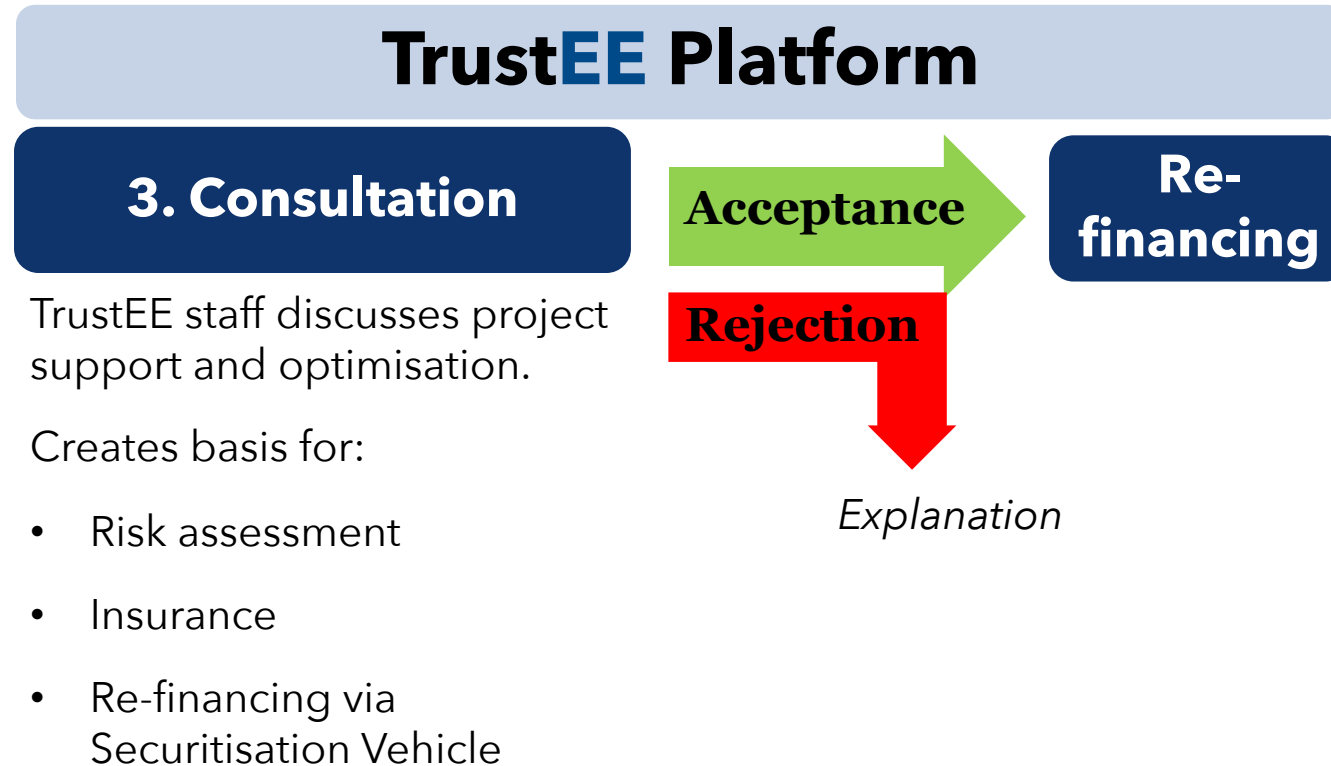 TrustEE Platform
3. Consultation
Acceptance
Re-
financing
TrustEE staff discusses project
support and optimisation.
Rejection
Creates basis for:
• Risk assessment
Explanation
• Insurance
• Re-financing via
Securitisation Vehicle